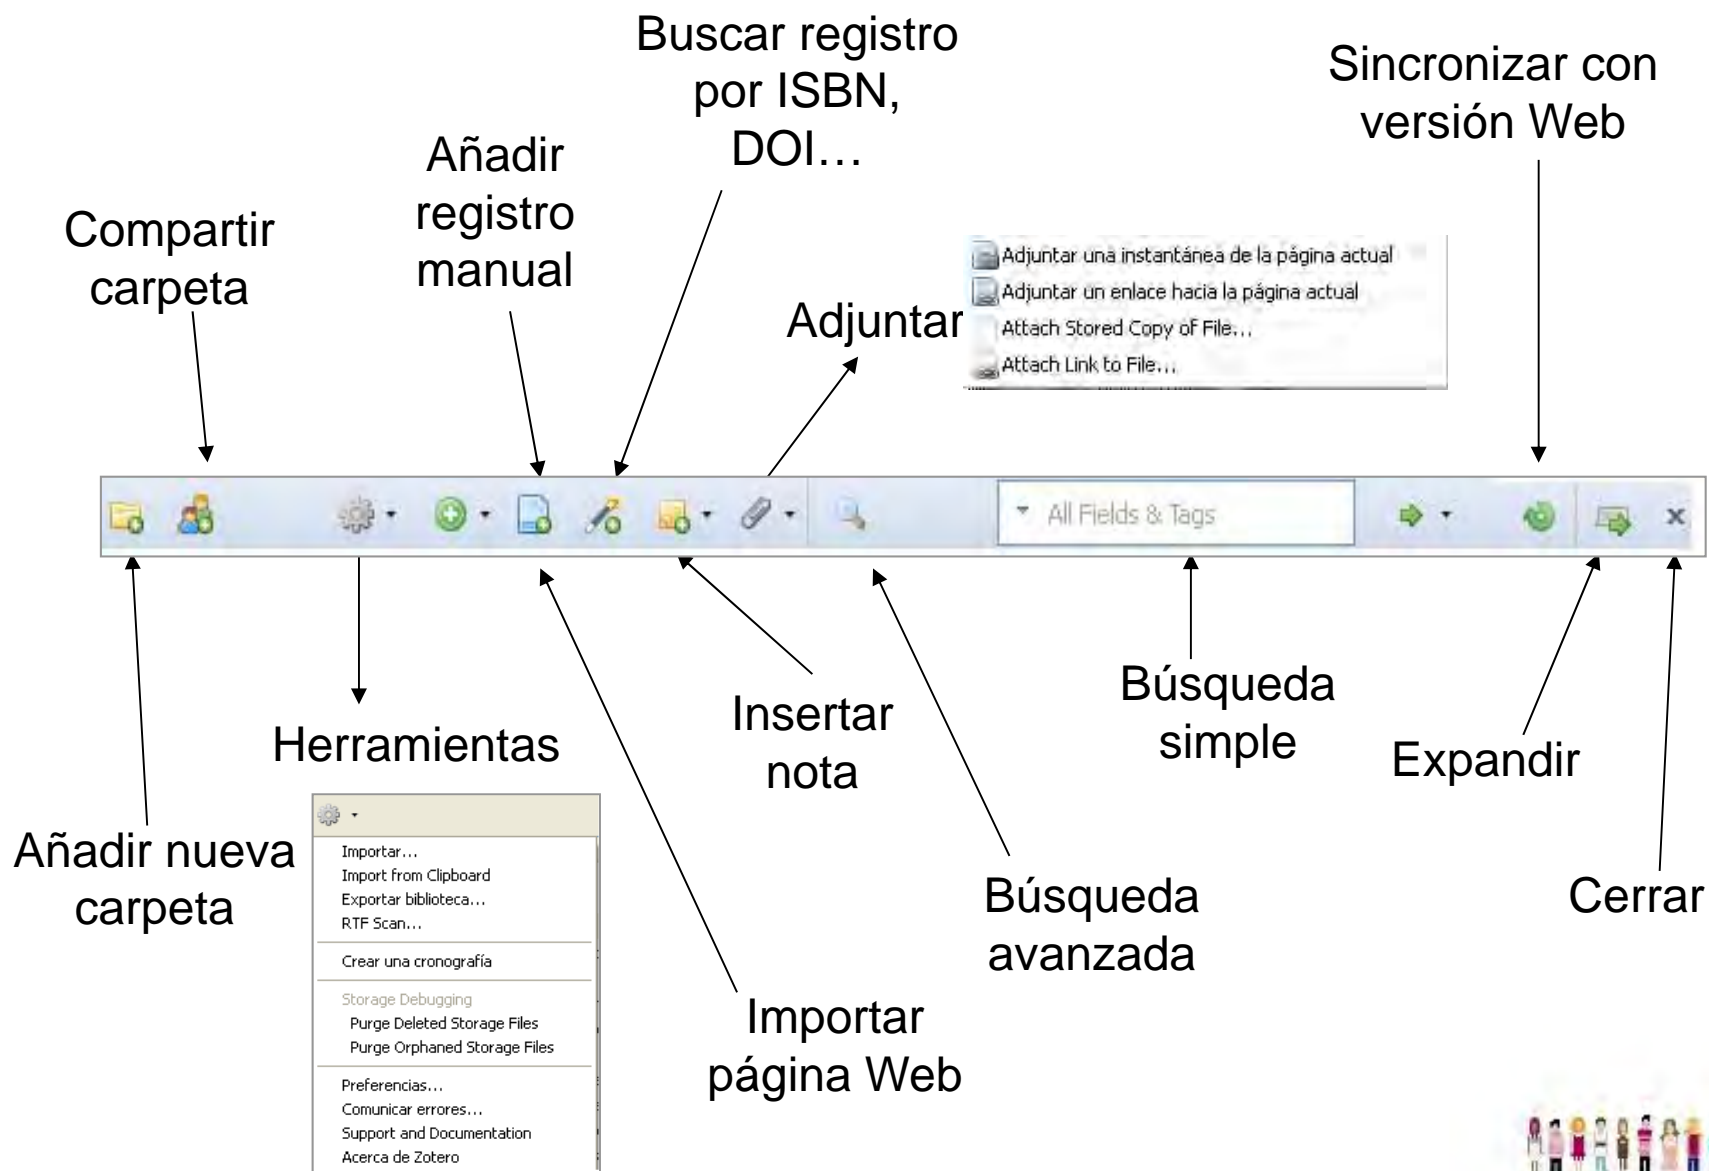 Buscar registro
por ISBN,
DOI…
Sincronizar con
versión Web
Añadir
registro
manual
Compartir
carpeta
Adjuntar
Adjuntar una instantánea de la página actual
Adjuntar un enlace hacia la página actual
Attach Stored Copy of File...
Attach Link to File...
All Fields & Tags
Herramientas
Insertar
nota
Búsqueda
simple
Expandir
Añadir nueva
carpeta
Importar...
Import from Clipboard
Exportar biblioteca...
RTF Scan...
Crear una cronografía
Storage Debugging
Purge Deleted Storage Files
Purge Orphaned Storage Files
Preferencias...
Comunicar errores...
Support and Documentation
Acerca de Zotero
Búsqueda
avanzada
Cerrar
Importar
página Web